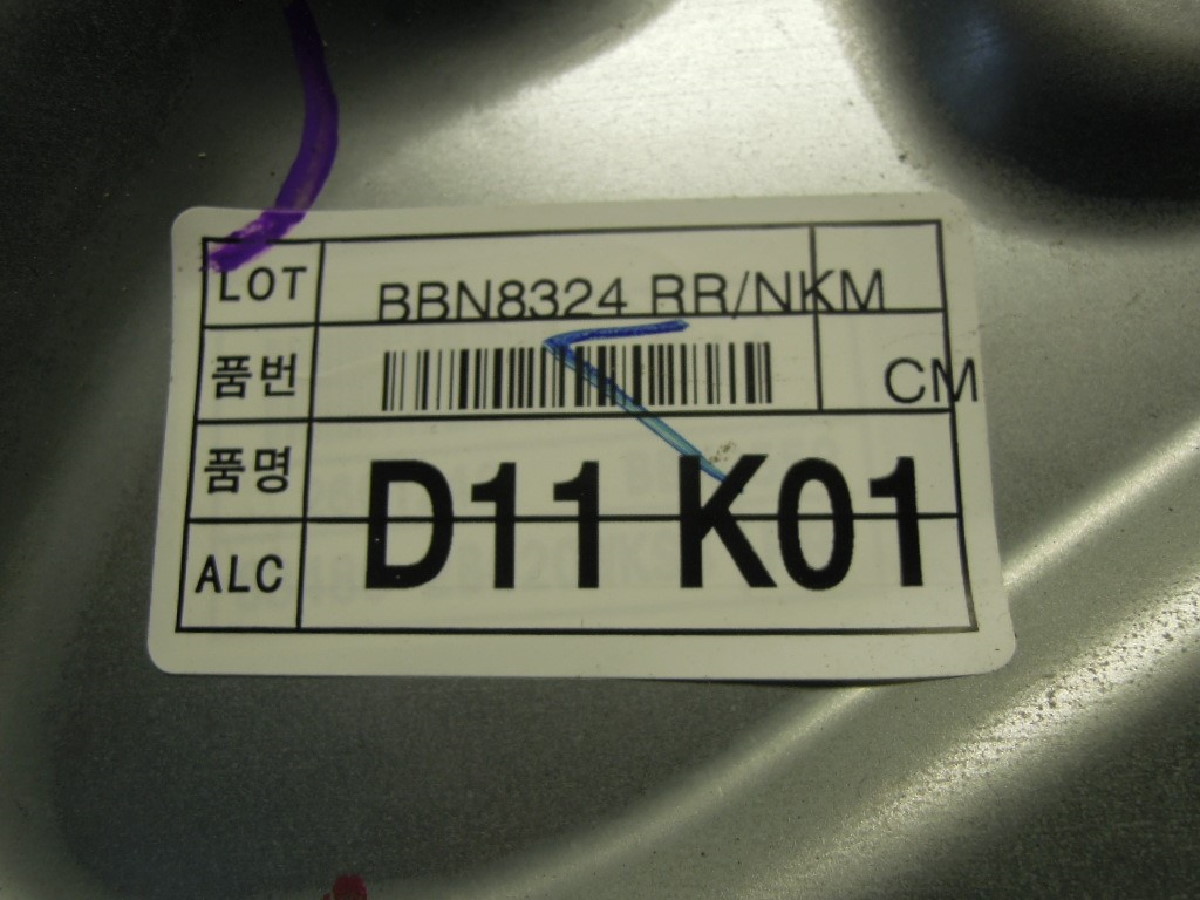 LOT BBN8324 RR/NKM
품번 CM
품명 D11 K01
ALC